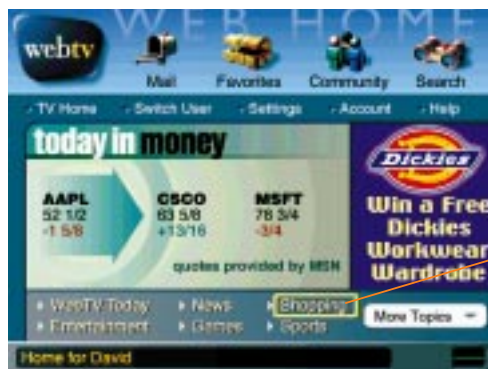 WEB HOME
webtv
Mail Favorites Community Search
TV Home Switch User Settings Account Help
today in money
AAPL CSCO MSFT
52 1/2 63 5/8 78 3/4
-1 5/8 +13/16 -3/4
quotes provided by MSN
Dickies
Win a Free
Dickies
Workwear
Wardrobe
WebTV Today News Shopping
Entertainment Games Sports
More Topics
Home for David